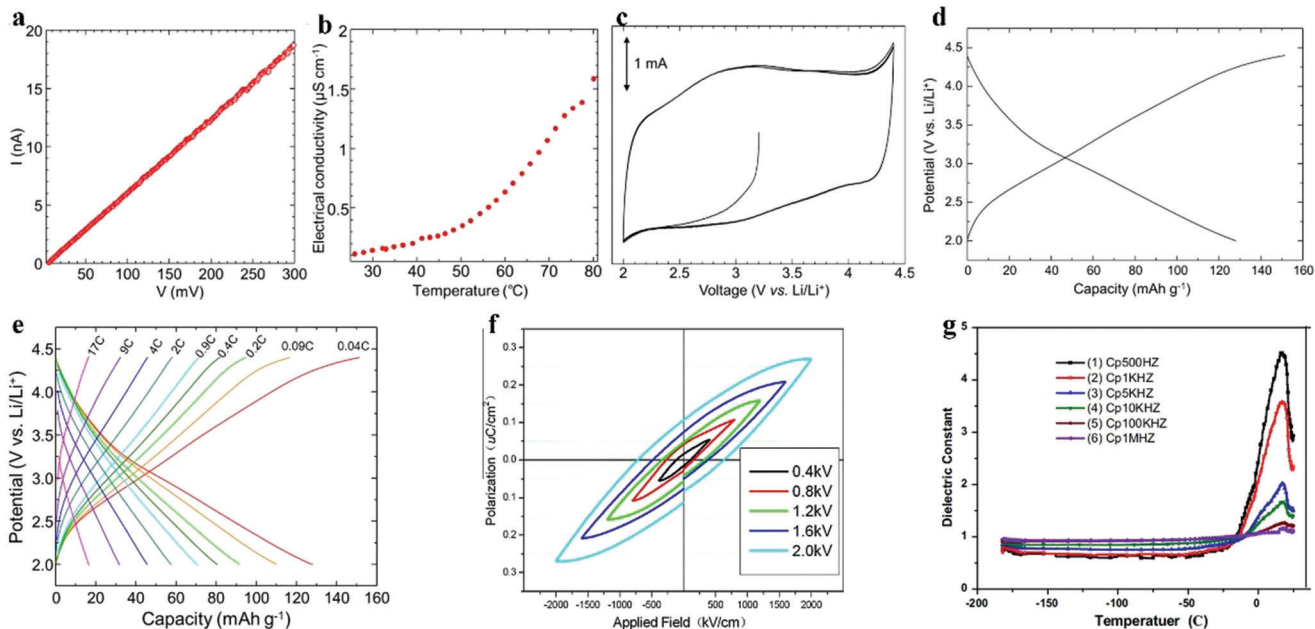 a
20
15
10
5
0
I (nA)
50 100 150 200 250 300
V (mV)
b
2
1.5
1
0.5
Electrical conductivity (µS cm⁻¹)
30 40 50 60 70 80
Temperature (°C)
c
1 mA
2 2.5 3 3.5 4 4.5
Voltage (V vs. Li/Li⁺)
d
4.5
4.0
3.5
3.0
2.5
2.0
Potential (V vs. Li/Li⁺)
0 20 40 60 80 100 120 140 160
Capacity (mAh g⁻¹)
e
17C 9C 4C 2C 0.9C 0.4C 0.2C 0.09C 0.04C
4.5
4.0
3.5
3.0
2.5
2.0
Potential (V vs. Li/Li⁺)
0 20 40 60 80 100 120 140 160
Capacity (mAh g⁻¹)
f
0.3
0.2
0.1
0.0
0.1
0.2
0.3
Polarization (uC/cm²)
0.4kV
0.8kV
1.2kV
1.6kV
2.0kV
-2000 -1500 -1000 -500 0 500 1000 1500 2000
Applied Field (kV/cm)
g
5
4
3
2
1
0
Dielectric Constant
(1) Cp500HZ
(2) Cp1KHZ
(3) Cp5KHZ
(4) Cp10KHZ
(5) Cp100KHZ
(6) Cp1MHZ
-200 -150 -100 -50 0
Temperatuer (C)